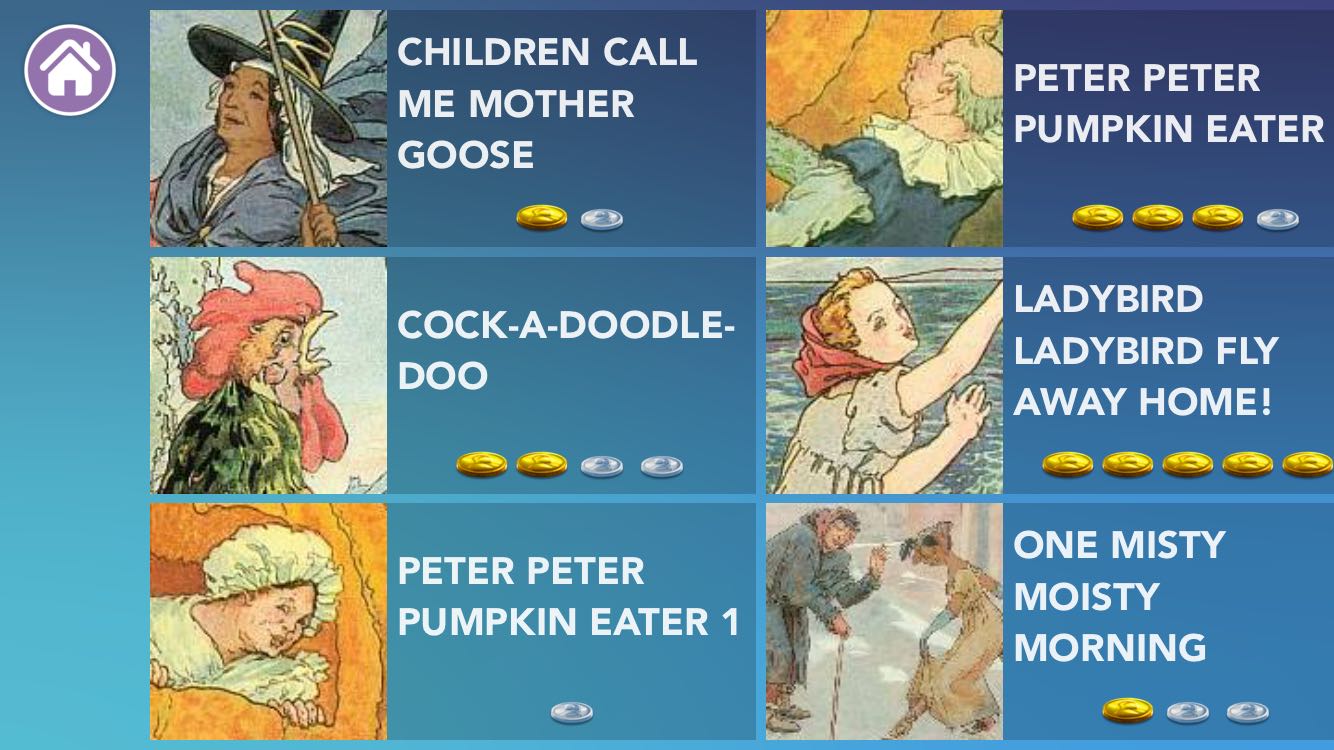 CHILDREN CALL
ME MOTHER
GOOSE
PETER PETER
PUMPKIN EATER
COCK-A-DOODLE-
DOO
LADYBIRD
LADYBIRD FLY
AWAY HOME!
PETER PETER
PUMPKIN EATER 1
ONE MISTY
MOISTY
MORNING